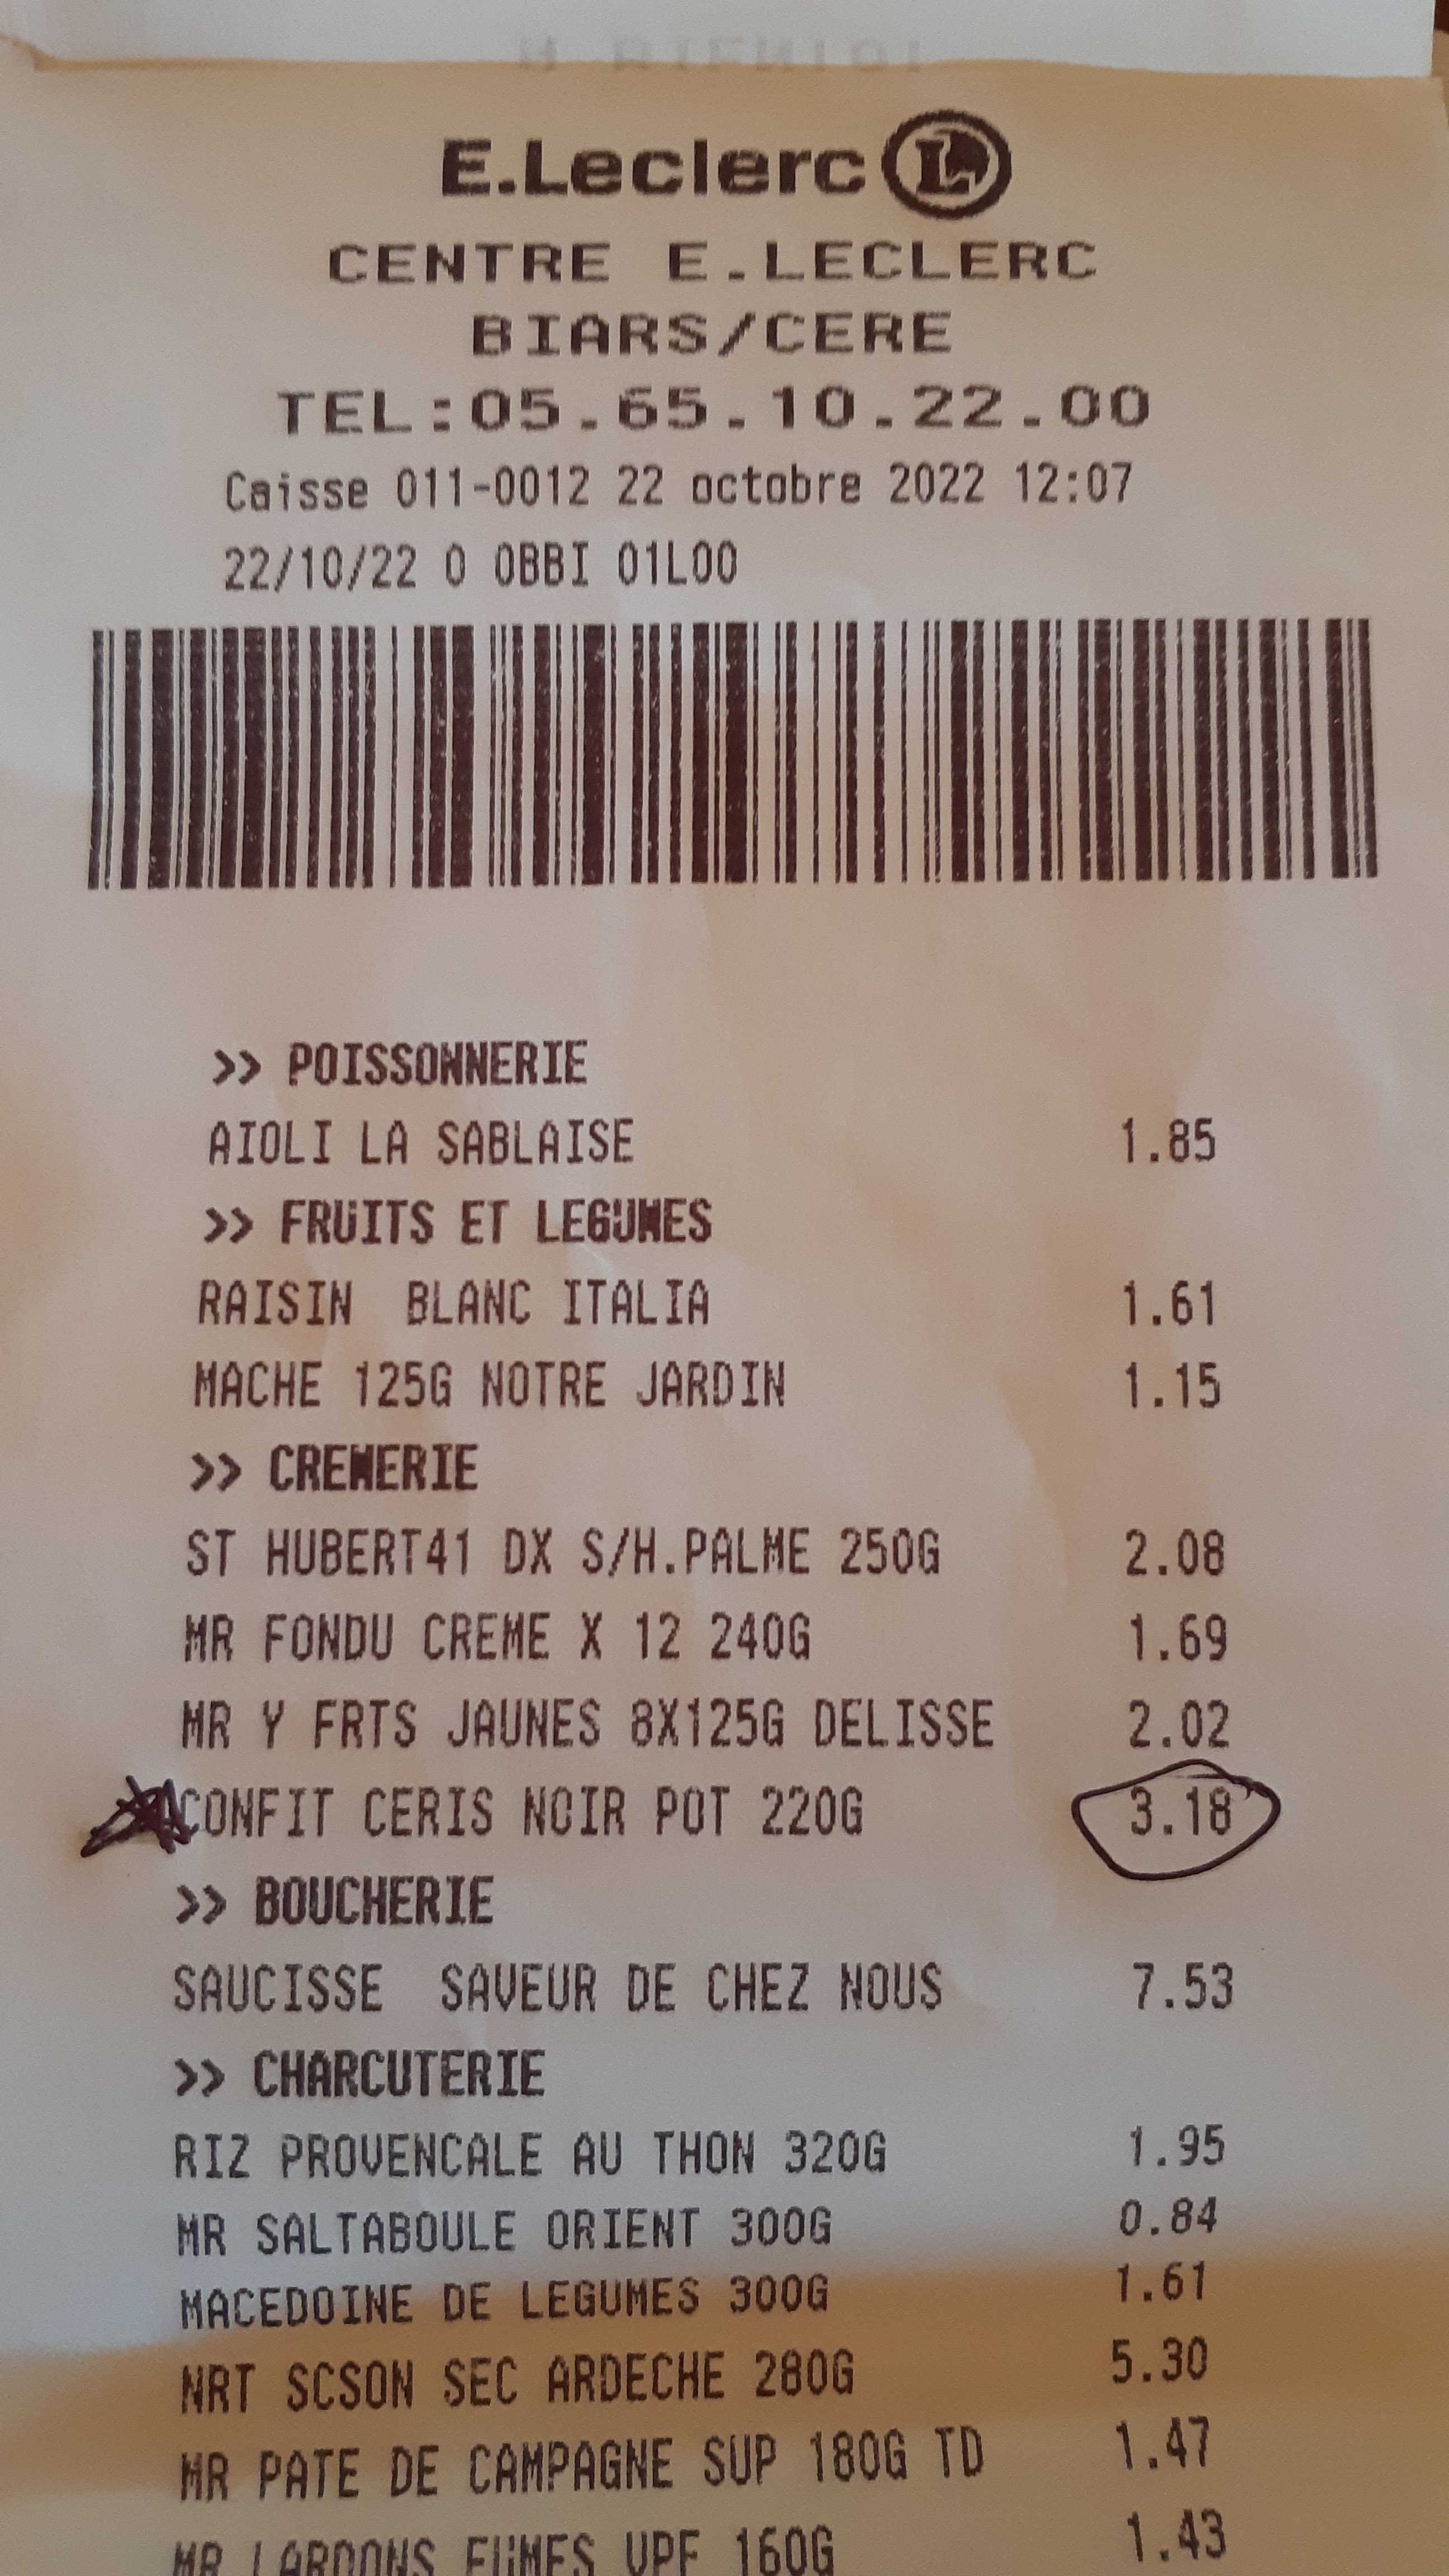 E.Leclerc L
CENTRE E.LECLERC
BIARS/CERE
TEL:05.65.10.22.00
Caisse 011-0012 22 octobre 2022 12:07
22/10/22 0 OBBI 01L00
>> POISSONNERIE
AIOLI LA SABLAISE 1.85
>> FRUITS ET LEGUMES
RAISIN BLANC ITALIA 1.61
MACHE 125G NOTRE JARDIN 1.15
>> CREMERIE
ST HUBERT41 DX S/H.PALME 250G 2.08
MR FONDU CREME X 12 240G 1.69
MR Y FRTS JAUNES 8X125G DELISSE 2.02
CONFIT CERIS NOIR POT 220G 3.18
>> BOUCHERIE
SAUCISSE SAVEUR DE CHEZ NOUS 7.53
>> CHARCUTERIE
RIZ PROVENCALE AU THON 320G 1.95
MR SALTABOULE ORIENT 300G 0.84
MACEDOINE DE LEGUMES 300G 1.61
NRT SCSON SEC ARDECHE 280G 5.30
MR PATE DE CAMPAGNE SUP 180G TD 1.47
MR LARDONS FUMES VPF 160G 1.43